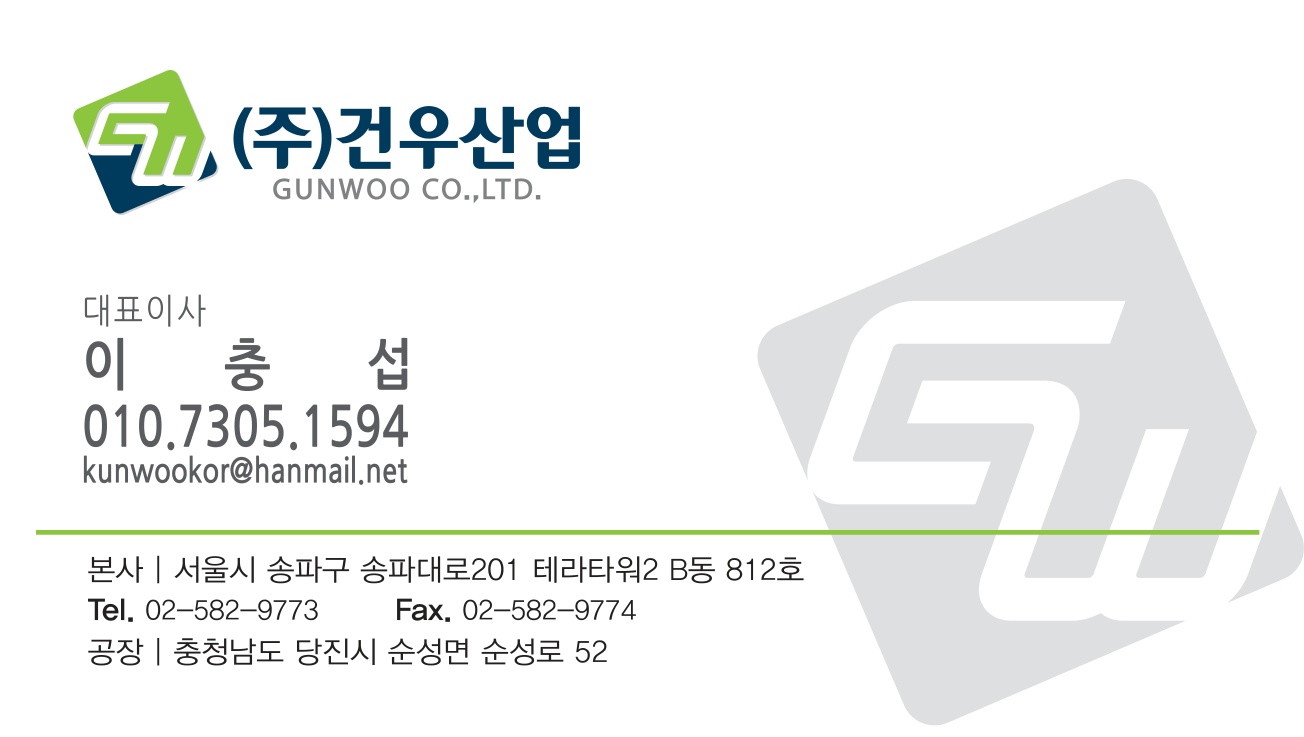 (주)건우산업
GUNWOO CO.,LTD.
대표이사
이 충 섭
010.7305.1594
kunwookor@hanmail.net
본사 | 서울시 송파구 송파대로201 테라타워2 B동 812호
Tel. 02-582-9773 Fax. 02-582-9774
공장 | 충청남도 당진시 순성면 순성로 52